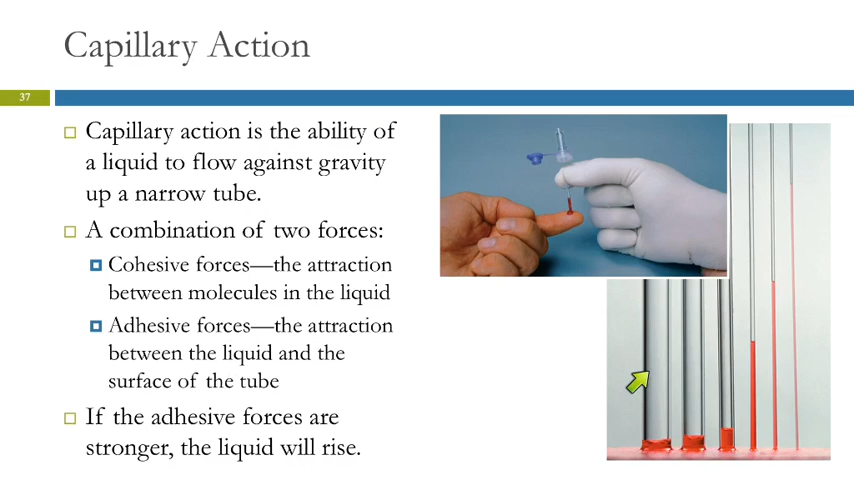 Capillary Action
37
Capillary action is the ability of
a liquid to flow against gravity
up a narrow tube.
A combination of two forces:
Cohesive forces—the attraction
between molecules in the liquid
Adhesive forces—the attraction
between the liquid and the
surface of the tube
If the adhesive forces are
stronger, the liquid will rise.